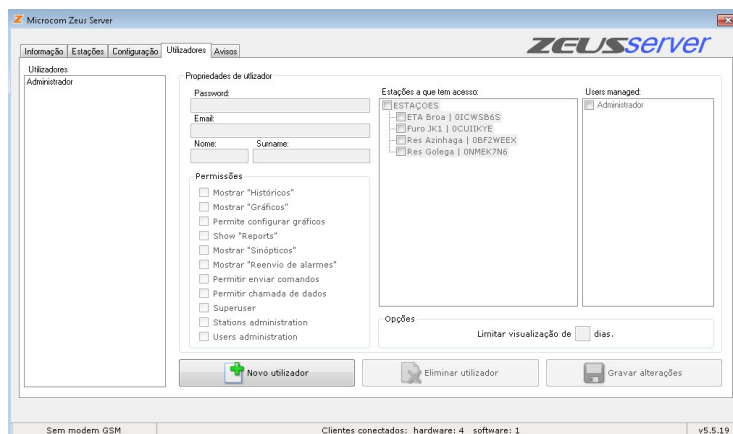 Microcom Zeus Server
Informação Estações Configuração Utilizadores Avisos
ZEUSserver
Utilizadores
Administrador
Propriedades de utlizador
Password:
Email:
Nome: Surname:
Permissões
Mostrar "Históricos"
Mostrar "Gráficos"
Permite configurar gráficos
Show "Reports"
Mostrar "Sinópticos"
Mostrar "Reenvio de alarmes"
Permitir enviar comandos
Permitir chamada de dados
Superuser
Stations administration
Users administration
Estações a que tem acesso:
ESTAÇOES
ETA Broa | 0ICWSB6S
Furo JK1 | 0CUIIKYE
Res Azinhaga | 0BF2WEEX
Res Golega | 0NMEK7N6
Users managed:
Administrador
Opções
Limitar visualização de dias.
Novo utilizador
Eliminar utilizador
Gravar alterações
Sem modem GSM
Clientes conectados: hardware: 4 software: 1
v5.5.19